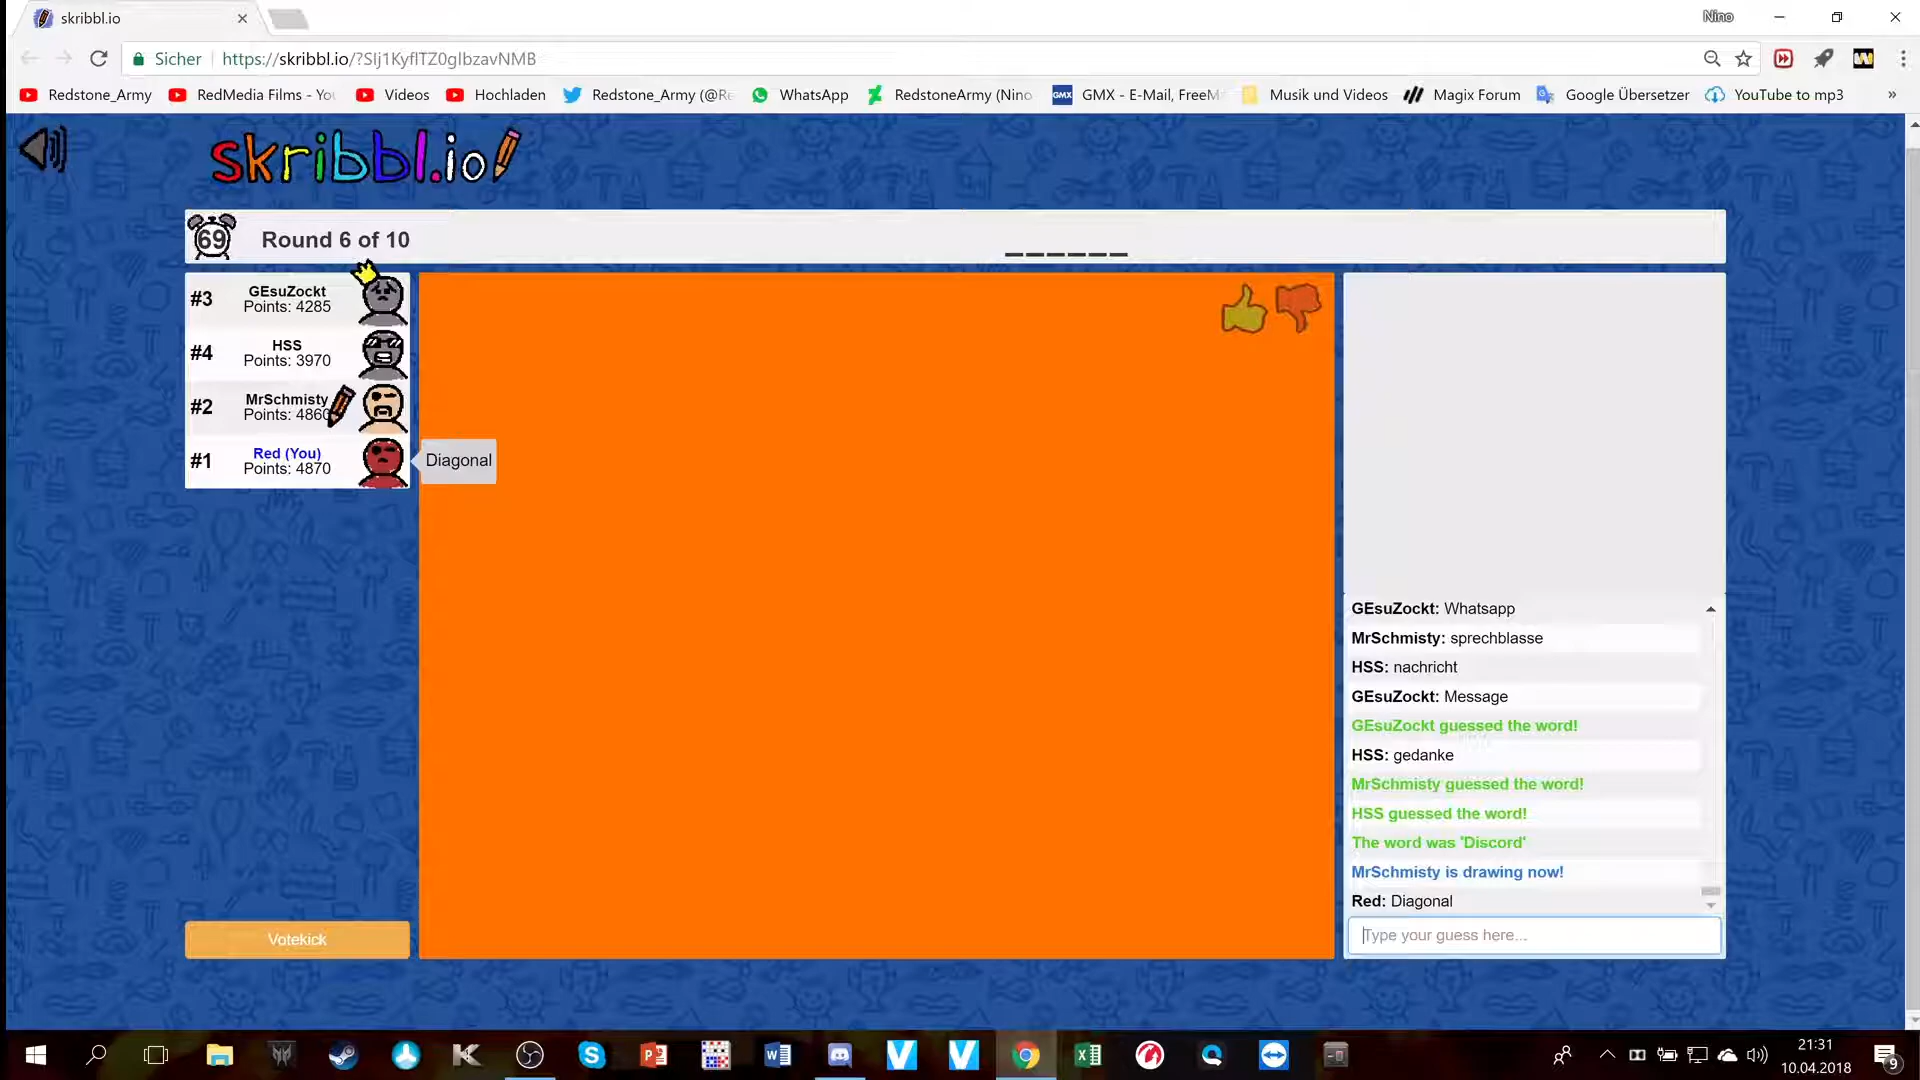 skribbl.io
Nino
Sicher
https://skribbl.io/?SIj1KyflTZ0gIbzavNMB
Redstone_Army
RedMedia Films - You
Videos
Hochladen
Redstone_Army (@Re
WhatsApp
RedstoneArmy (Nino
GMX
GMX - E-Mail, FreeM
Musik und Videos
Magix Forum
Google Übersetzer
YouTube to mp3
»
skribbl.io
69
Round 6 of 10
______
#3
GEsuZockt
Points: 4285
#4
HSS
Points: 3970
#2
MrSchmisty
Points: 4860
#1
Red (You)
Points: 4870
Diagonal
GEsuZockt: Whatsapp
MrSchmisty: sprechblasse
HSS: nachricht
GEsuZockt: Message
GEsuZockt guessed the word!
HSS: gedanke
MrSchmisty guessed the word!
HSS guessed the word!
The word was 'Discord'
MrSchmisty is drawing now!
Red: Diagonal
Type your guess here...
Votekick
21:31
10.04.2018
9